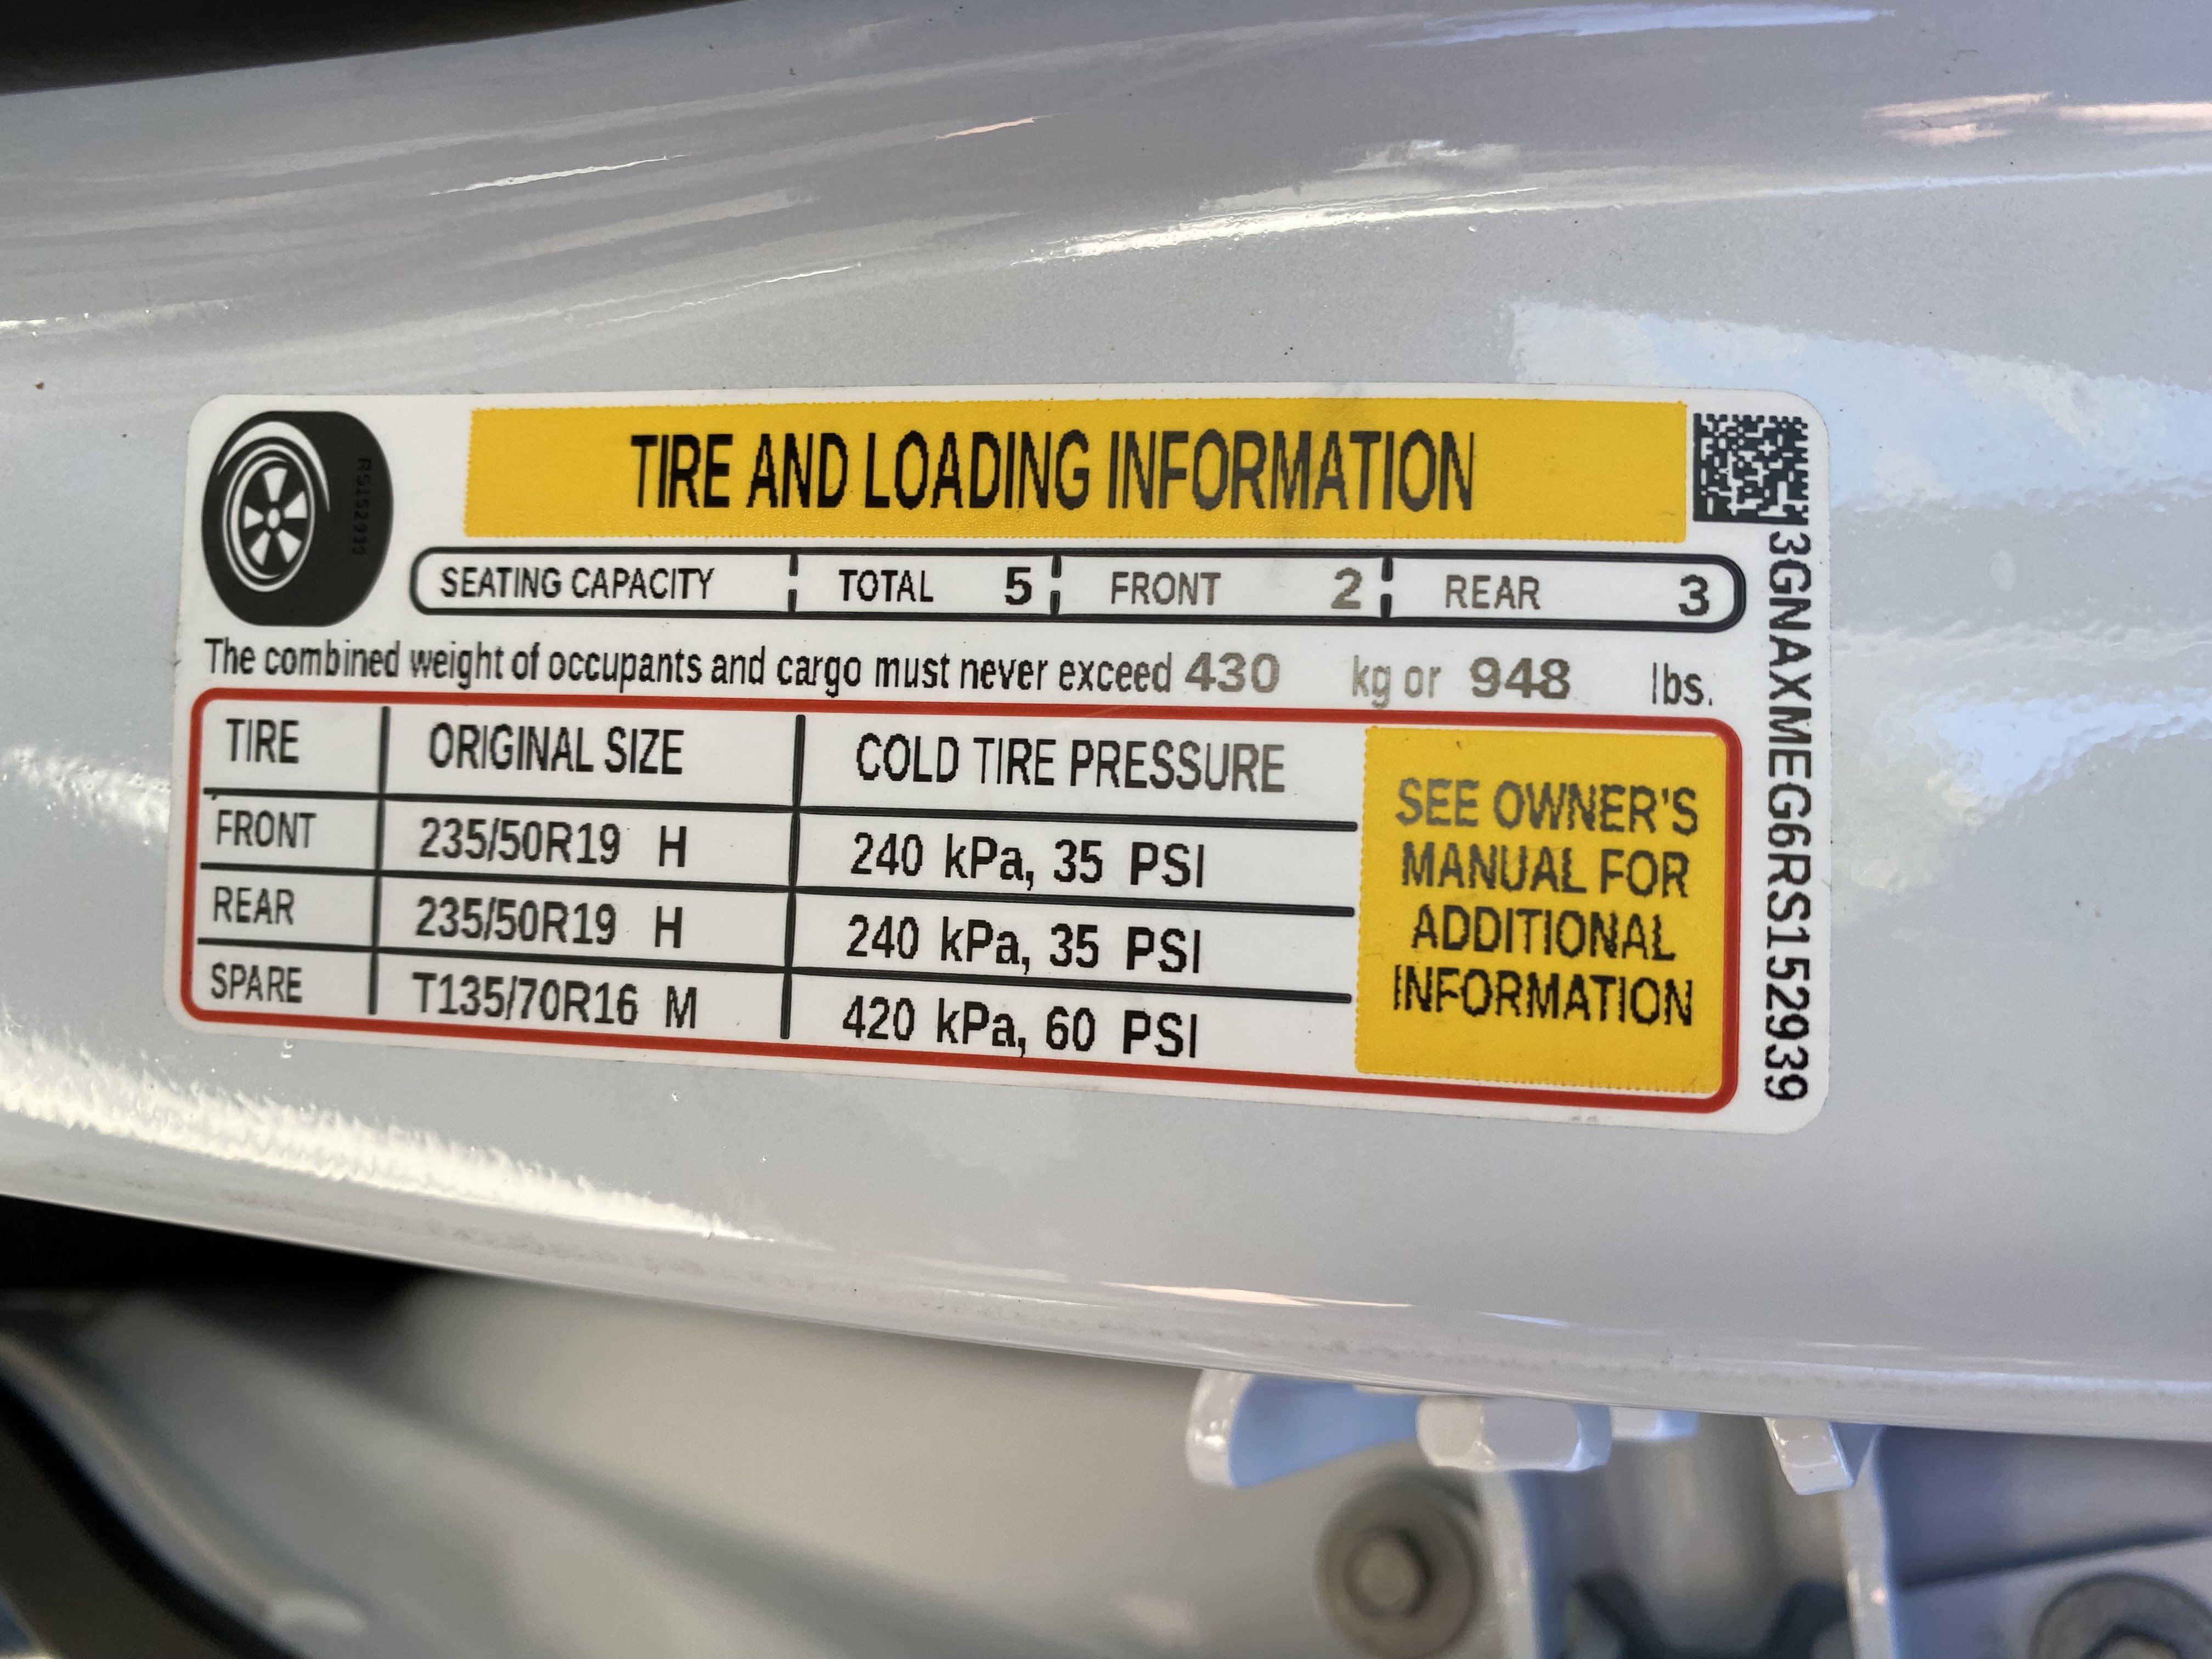 TIRE AND LOADING INFORMATION
SEATING CAPACITY TOTAL 5 FRONT 2 REAR 3
The combined weight of occupants and cargo must never exceed 430 kg or 948 lbs.
TIRE ORIGINAL SIZE COLD TIRE PRESSURE
FRONT 235/50R19 H 240 kPa, 35 PSI
REAR 235/50R19 H 240 kPa, 35 PSI
SPARE T135/70R16 M 420 kPa, 60 PSI
SEE OWNER'S
MANUAL FOR
ADDITIONAL
INFORMATION
3GNAXMEG6RS152939
RS152939